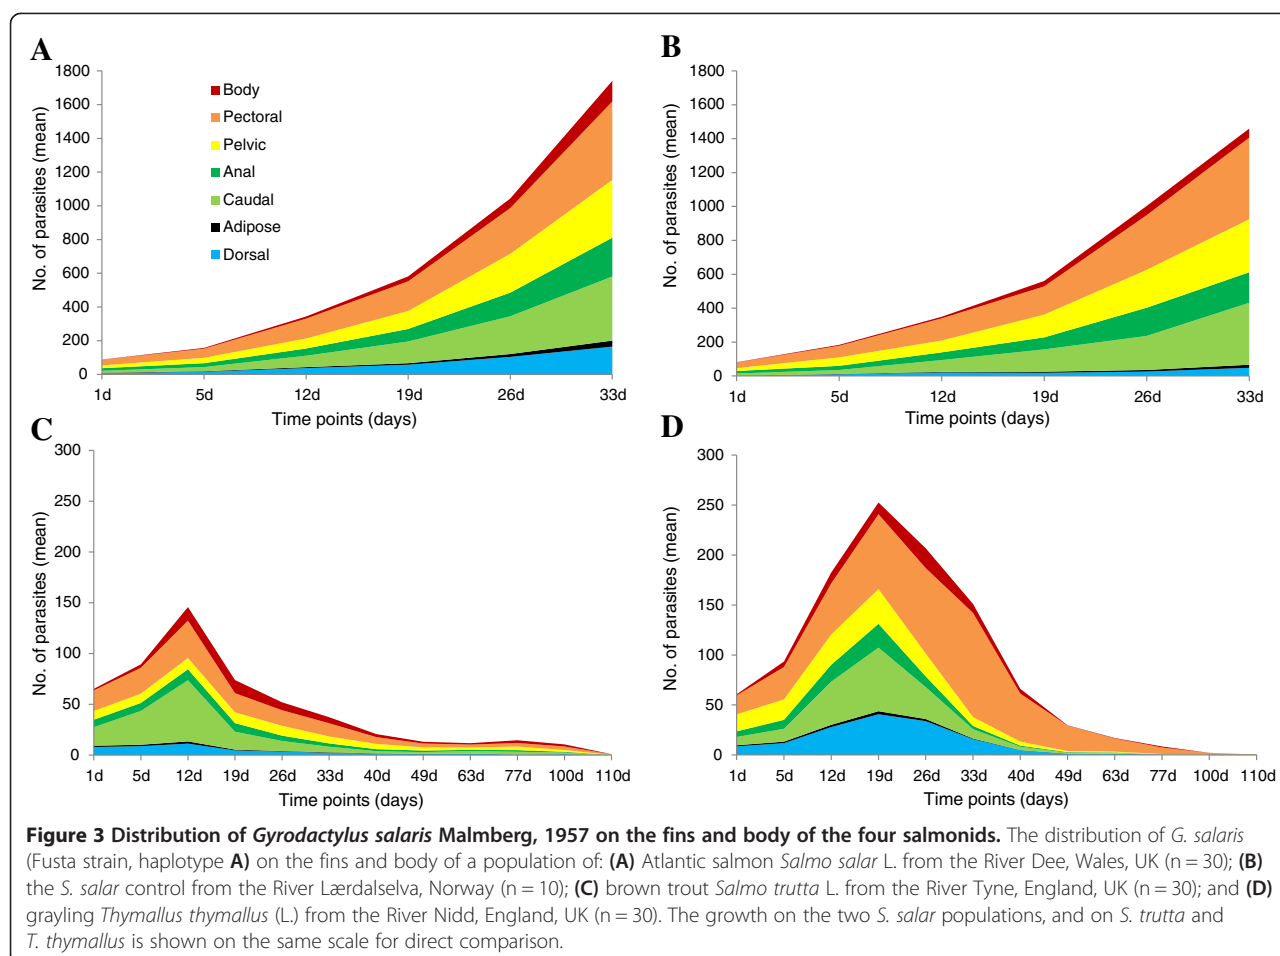 A
No. of parasites (mean)
1800
1600
1400
1200
1000
800
600
400
200
0
Body
Pectoral
Pelvic
Anal
Caudal
Adipose
Dorsal
1d 5d 12d 19d 26d 33d
Time points (days)
B
No. of parasites (mean)
1800
1600
1400
1200
1000
800
600
400
200
0
1d 5d 12d 19d 26d 33d
Time points (days)
C
No. of parasites (mean)
300
250
200
150
100
50
0
1d 5d 12d 19d 26d 33d 40d 49d 63d 77d 100d 110d
Time points (days)
D
No. of parasites (mean)
300
250
200
150
100
50
0
1d 5d 12d 19d 26d 33d 40d 49d 63d 77d 100d 110d
Time points (days)
Figure 3 Distribution of Gyrodactylus salaris Malmberg, 1957 on the fins and body of the four salmonids. The distribution of G. salaris
(Fusta strain, haplotype A) on the fins and body of a population of: (A) Atlantic salmon Salmo salar L. from the River Dee, Wales, UK (n = 30); (B)
the S. salar control from the River Lærdalselva, Norway (n = 10); (C) brown trout Salmo trutta L. from the River Tyne, England, UK (n = 30); and (D)
grayling Thymallus thymallus (L.) from the River Nidd, England, UK (n = 30). The growth on the two S. salar populations, and on S. trutta and
T. thymallus is shown on the same scale for direct comparison.